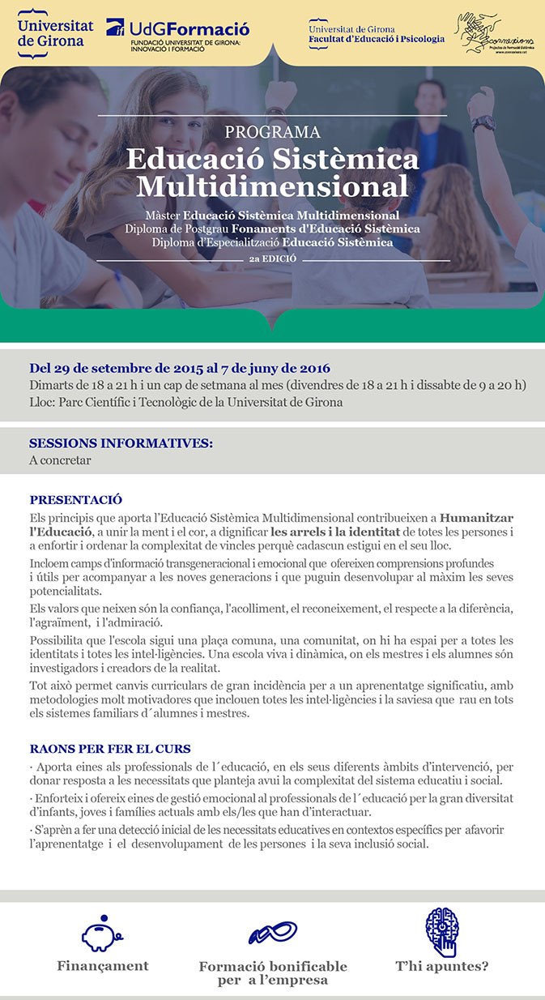 Universitat
de Girona
UdGFormació
FUNDACIÓ UNIVERSITAT DE GIRONA:
INNOVACIÓ I FORMACIÓ
Universitat de Girona
Facultat d'Educació i Psicologia
connexions
Projectes de Formació Sistèmica
www.connexions.cat
PROGRAMA
Educació Sistèmica
Multidimensional
Màster Educació Sistèmica Multidimensional
Diploma de Postgrau Fonaments d'Educació Sistèmica
Diploma d'Especialització Educació Sistèmica
2a EDICIÓ
Del 29 de setembre de 2015 al 7 de juny de 2016
Dimarts de 18 a 21 h i un cap de setmana al mes (divendres de 18 a 21 h i dissabte de 9 a 20 h)
Lloc: Parc Científic i Tecnològic de la Universitat de Girona
SESSIONS INFORMATIVES:
A concretar
PRESENTACIÓ
Els principis que aporta l'Educació Sistèmica Multidimensional contribueixen a Humanitzar
l'Educació, a unir la ment i el cor, a dignificar les arrels i la identitat de totes les persones i
a enfortir i ordenar la complexitat de vincles perquè cadascun estigui en el seu lloc.
Incloem camps d'informació transgeneracional i emocional que ofereixen comprensions profundes
i útils per acompanyar a les noves generacions i que puguin desenvolupar al màxim les seves
potencialitats.
Els valors que neixen són la confiança, l'acolliment, el reconeixement, el respecte a la diferència,
l'agraïment, i l'admiració.
Possibilita que l'escola sigui una plaça comuna, una comunitat, on hi ha espai per a totes les
identitats i totes les intel·ligències. Una escola viva i dinàmica, on els mestres i els alumnes són
investigadors i creadors de la realitat.
Tot això permet canvis curriculars de gran incidència per a un aprenentatge significatiu, amb
metodologies molt motivadores que inclouen totes les intel·ligències i la saviesa que rau en tots
els sistemes familiars d´alumnes i mestres.
RAONS PER FER EL CURS
· Aporta eines als professionals de l´educació, en els seus diferents àmbits d'intervenció, per
donar resposta a les necessitats que planteja avui la complexitat del sistema educatiu i social.
· Enforteix i ofereix eines de gestió emocional al professionals de l´educació per la gran diversitat
d'infants, joves i famílies actuals amb els/les que han d'interactuar.
· S'aprèn a fer una detecció inicial de les necessitats educatives en contextos específics per afavorir
l'aprenentatge i el desenvolupament de les persones i la seva inclusió social.
Finançament
Formació bonificable
per a l'empresa
T'hi apuntes?